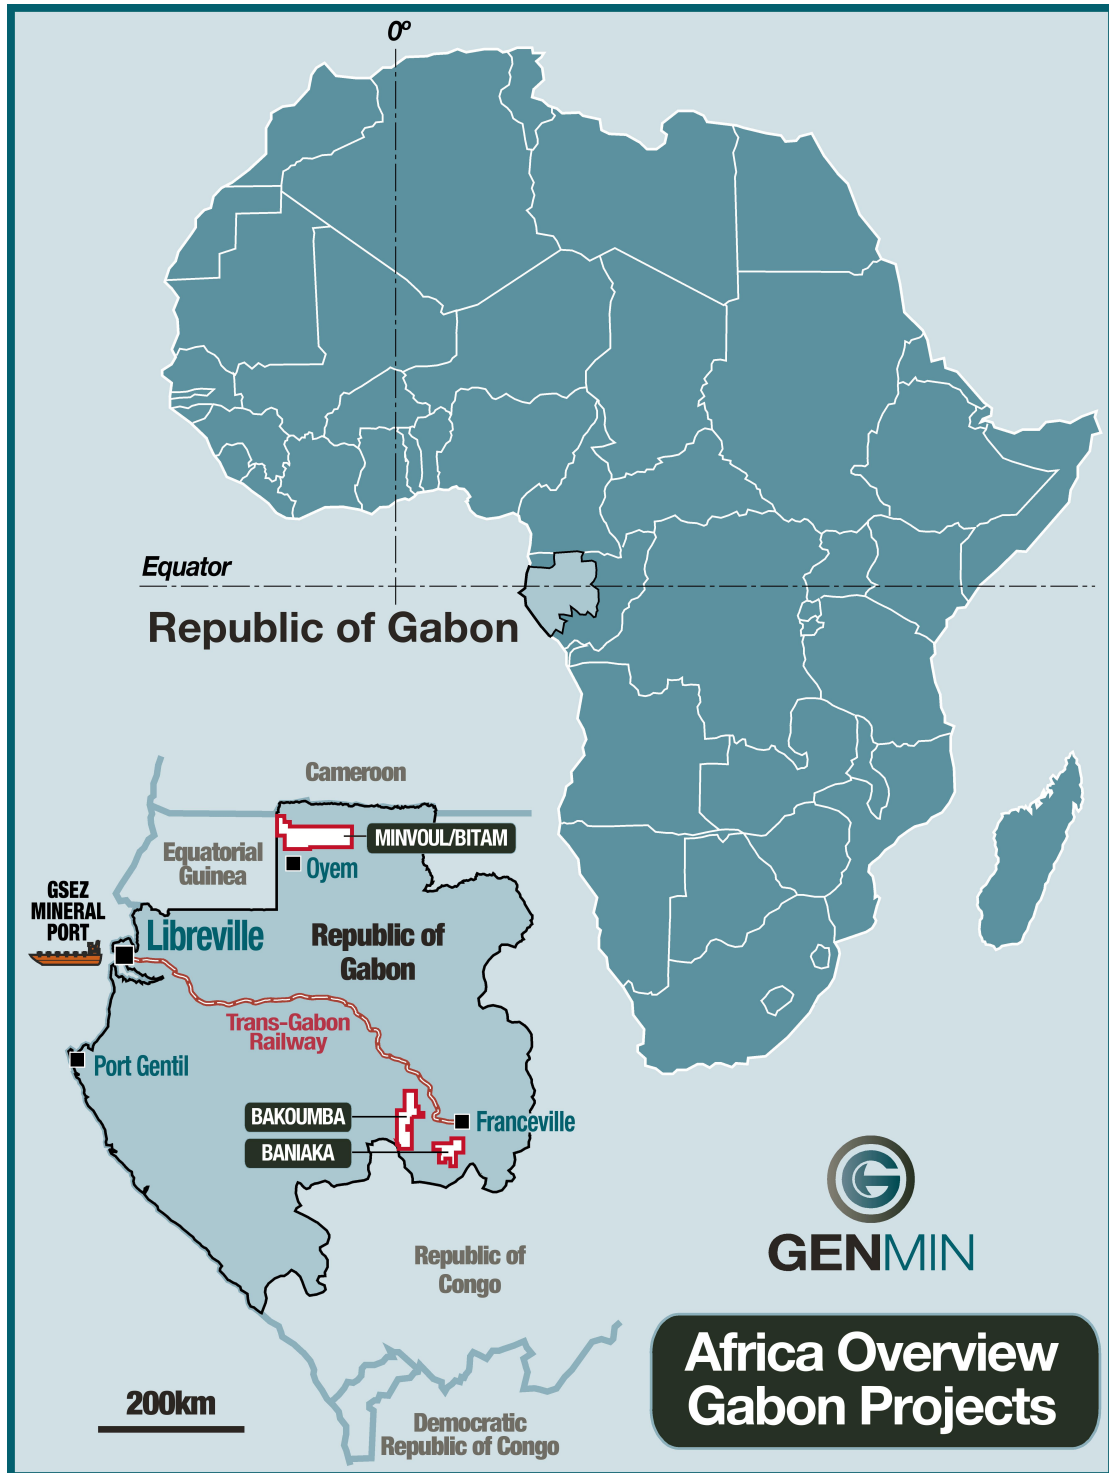 0º
Equator
Republic of Gabon
Cameroon
MINVOUL/BITAM
Equatorial
Guinea
Oyem
GSEZ
MINERAL
PORT
Libreville
Republic of
Gabon
Trans-Gabon
Railway
Port Gentil
BAKOUMBA
Franceville
BANIAKA
Republic of
Congo
GENMIN
Africa Overview
Gabon Projects
200km
Democratic
Republic of Congo